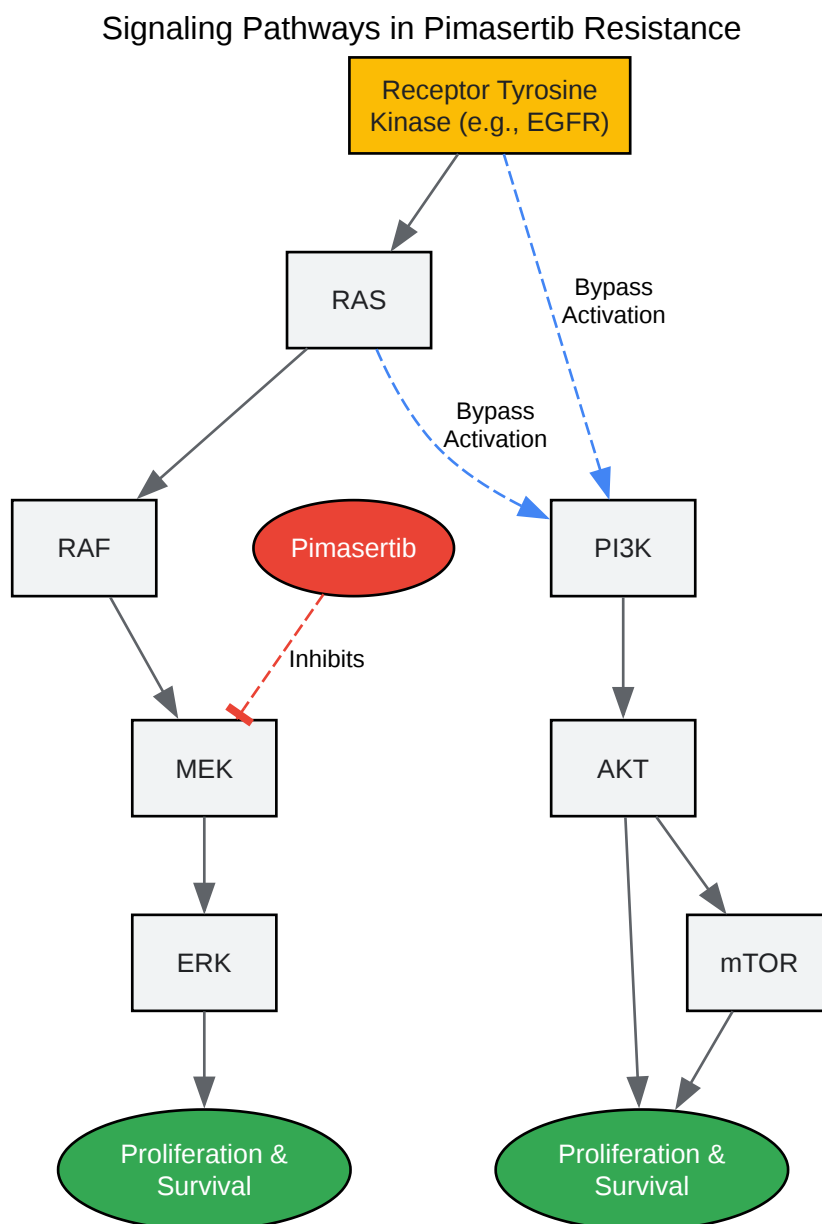 Signaling Pathways in Pimasertib Resistance
Receptor Tyrosine
Kinase (e.g., EGFR)
RAS
Bypass
Activation
Bypass
Activation
RAF
Pimasertib
PI3K
Inhibits
MEK
AKT
ERK
mTOR
Proliferation &
Survival
Proliferation &
Survival